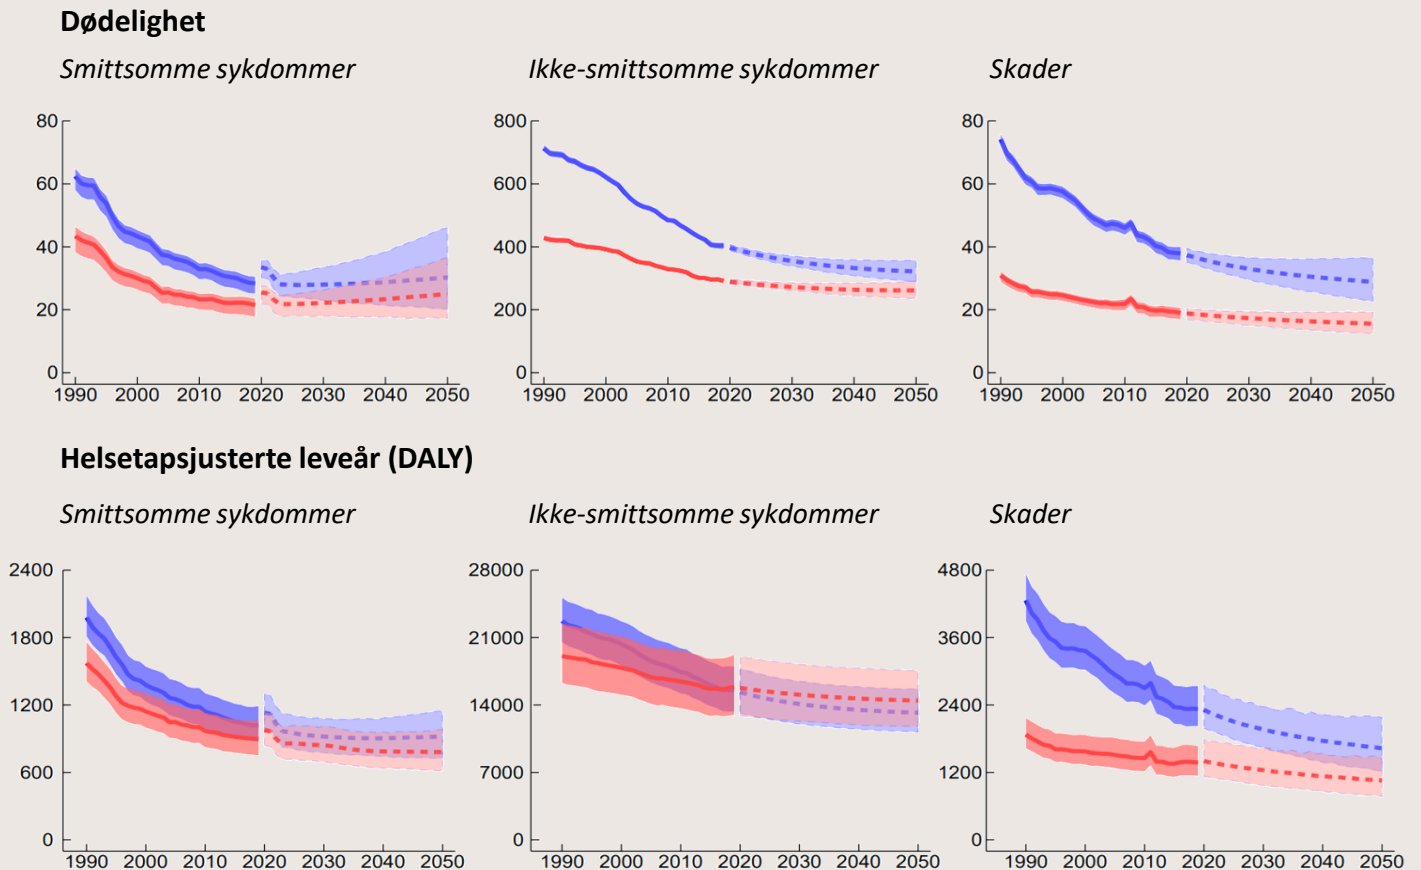 Dødelighet
Smittsomme sykdommer Ikke-smittsomme sykdommer Skader
80 800 80
60 600 60
40 400 40
20 200 20
0 0 0
1990 2000 2010 2020 2030 2040 2050 1990 2000 2010 2020 2030 2040 2050 1990 2000 2010 2020 2030 2040 2050
Helsetapsjusterte leveår (DALY)
Smittsomme sykdommer Ikke-smittsomme sykdommer Skader
2400 28000 4800
1800 21000 3600
1200 14000 2400
600 7000 1200
0 0 0
1990 2000 2010 2020 2030 2040 2050 1990 2000 2010 2020 2030 2040 2050 1990 2000 2010 2020 2030 2040 2050